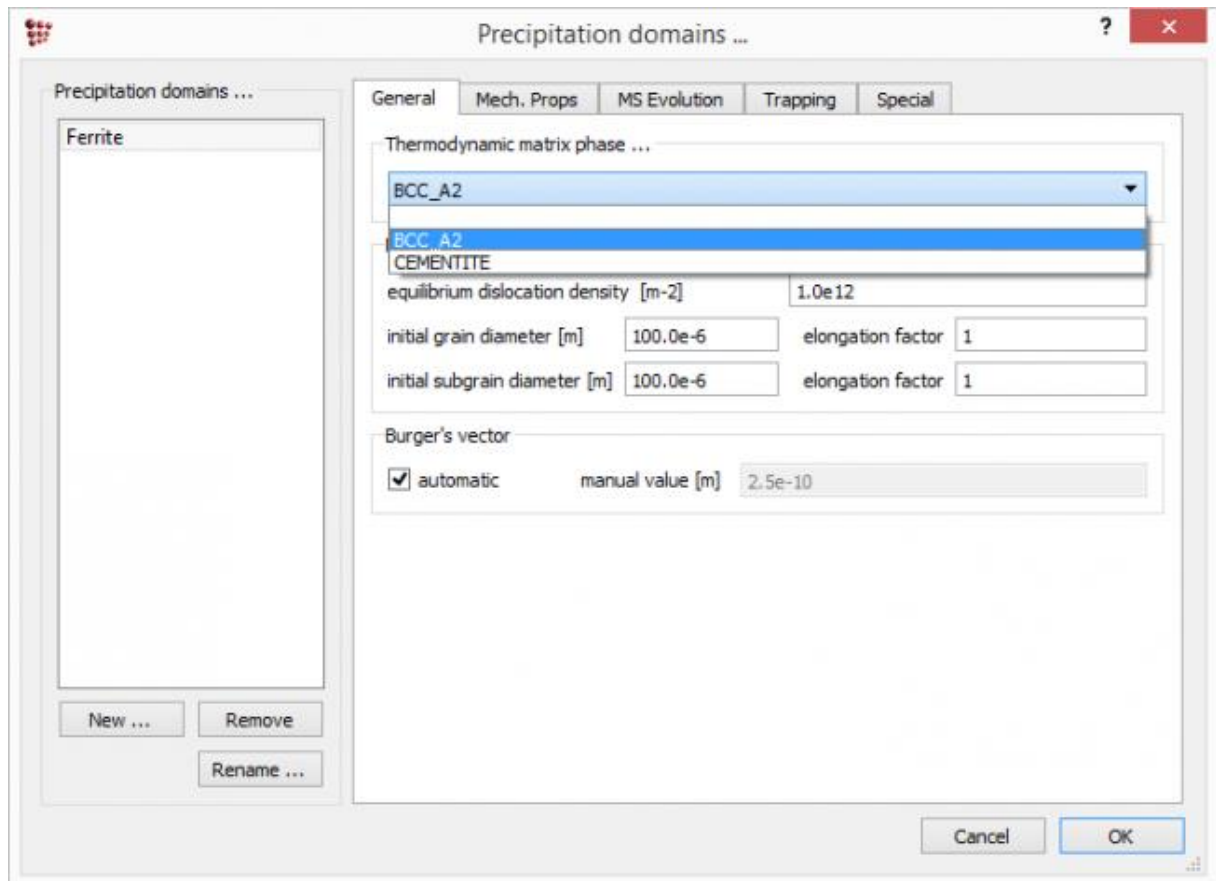 Precipitation domains ...
?
Precipitation domains ...
Ferrite
New ...
Remove
Rename ...
General
Mech. Props
MS Evolution
Trapping
Special
Thermodynamic matrix phase ...
BCC_A2
BCC_A2
CEMENTITE
equilibrium dislocation density [m-2] 1.0e12
initial grain diameter [m] 100.0e-6 elongation factor 1
initial subgrain diameter [m] 100.0e-6 elongation factor 1
Burger's vector
automatic manual value [m] 2.5e-10
Cancel
OK